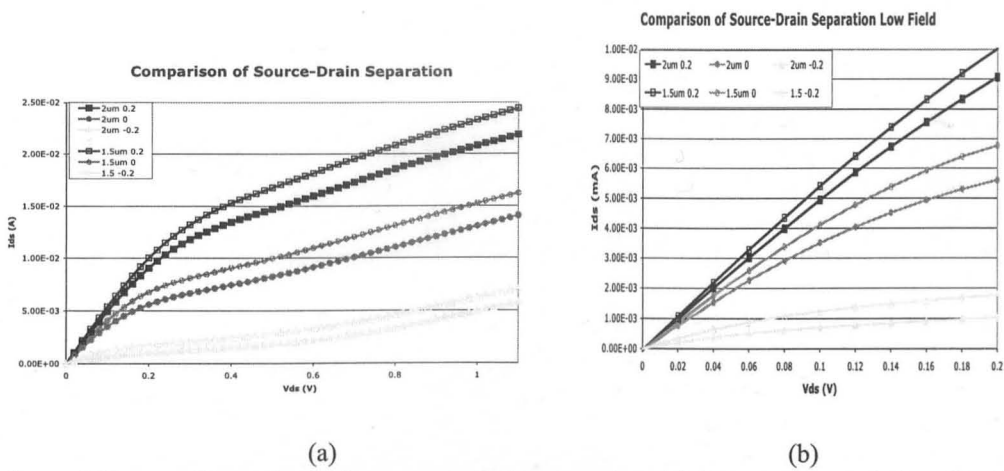 Comparison of Source-Drain Separation
2um 0.2
2um 0
2um -0.2
1.5um 0.2
1.5um 0
1.5 -0.2
2.50E-02
2.00E-02
1.50E-02
1.00E-02
5.00E-03
0.00E+00
Ids (A)
0 0.2 0.4 0.6 0.8 1
Vds (V)
(a)
Comparison of Source-Drain Separation Low Field
2um 0.2 2um 0 2um -0.2
1.5um 0.2 1.5um 0 1.5 -0.2
1.00E-02
9.00E-03
8.00E-03
7.00E-03
6.00E-03
5.00E-03
4.00E-03
3.00E-03
2.00E-03
1.00E-03
0.00E+00
Ids (mA)
0 0.02 0.04 0.06 0.08 0.1 0.12 0.14 0.16 0.18 0.2
Vds (V)
(b)